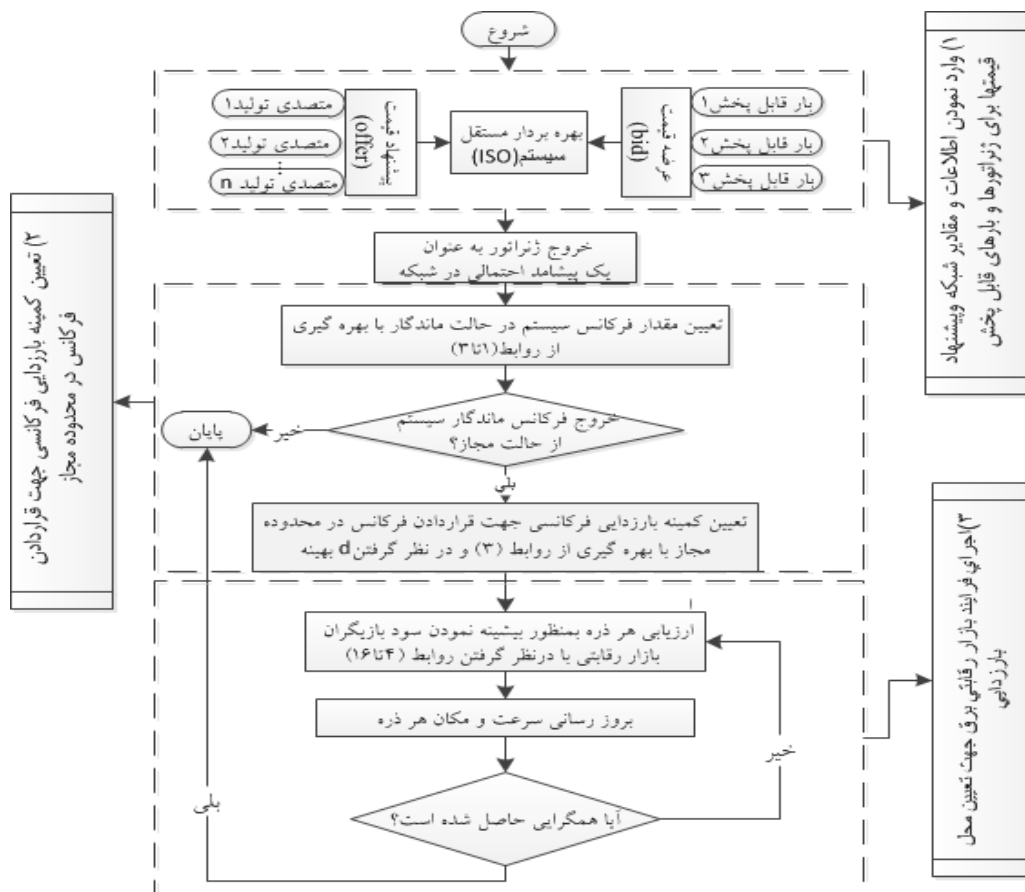 شروع
۱) وارد نمودن اطلاعات و مقادیر شبکه وپیشنهاد
قیمتها برای ژنراتورها و بارهای قابل پخش
بار قابل پخش۱
بار قابل پخش۲
بار قابل پخش۳
عرضه قیمت
(bid)
بهره بردار مستقل
سیستم(ISO)
پیشنهاد قیمت
(offer)
متصدی تولید۱
متصدی تولید۲
⋮
متصدی تولید n
خروج ژنراتور به عنوان
یک پیشامد احتمالی در شبکه
۲) تعیین کمینه بارزدایی فرکانسی جهت قراردادن
فرکانس در محدوده مجاز
تعیین مقدار فرکانس سیستم در حالت ماندگار با بهره گیری
از روابط(۱تا۳)
خروج فرکانس ماندگار سیستم
از حالت مجاز؟
خیر
پایان
بلی
تعیین کمینه بارزدایی فرکانسی جهت قراردادن فرکانس در محدوده
مجاز با بهره گیری از روابط (۳) و در نظر گرفتن d بهینه
۳)اجراي فرایند بازار رقابتي برق جهت تعیین محل
بارزدايي
ا
ارزیابی هر ذره بمنظور بیشینه نمودن سود بازیگران
بازار رقابتی با درنظر گرفتن روابط (۴تا۱۶)
بروز رسانی سرعت و مکان هر ذره
خیر
آیا همگرایی حاصل شده است؟
بلی